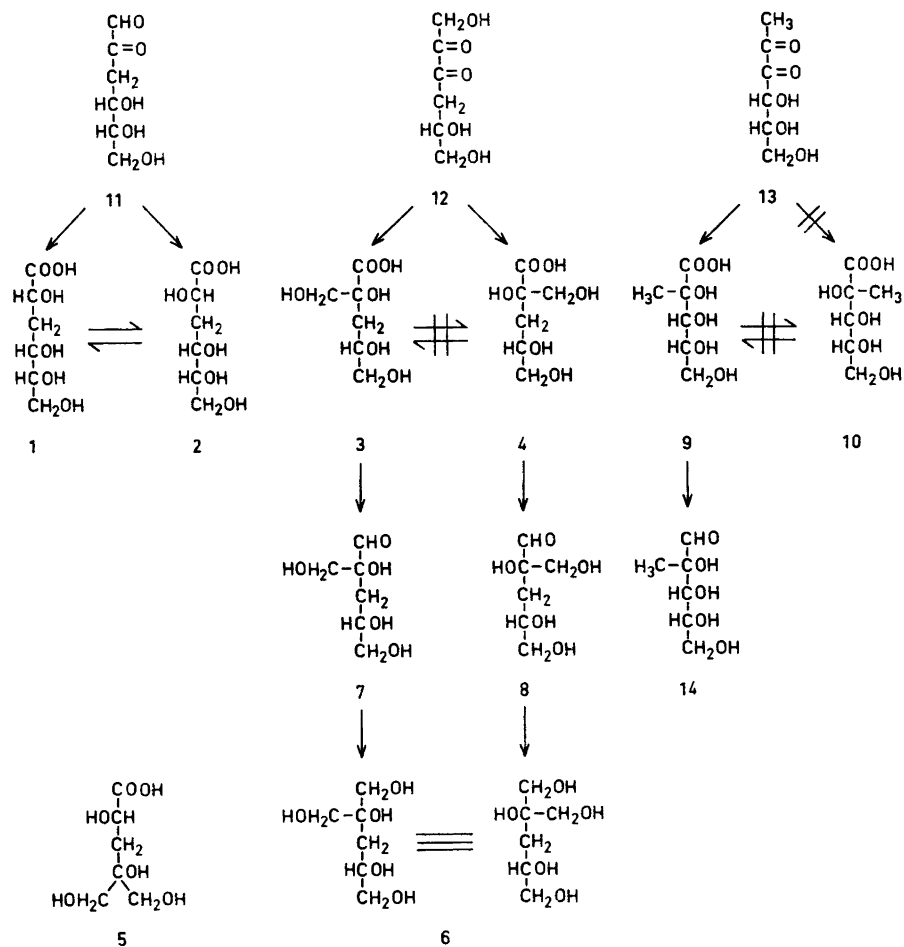 CHO CH₂OH CH₃
C=O C=O C=O
CH₂ C=O C=O
HCOH CH₂ HCOH
HCOH HCOH HCOH
CH₂OH CH₂OH CH₂OH
11 12 13
COOH COOH COOH COOH COOH COOH
HCOH HOCH HOH₂C-COH HOC-CH₂OH H₃C-COH HOC-CH₃
CH₂ CH₂ CH₂ CH₂ HCOH HCOH
HCOH HCOH HCOH HCOH HCOH HCOH
HCOH HCOH CH₂OH CH₂OH CH₂OH CH₂OH
CH₂OH CH₂OH
1 2 3 4 9 10
CHO CHO CHO
HOH₂C-COH HOC-CH₂OH H₃C-COH
CH₂ CH₂ HCOH
HCOH HCOH HCOH
CH₂OH CH₂OH CH₂OH
7 8 14
COOH CH₂OH CH₂OH
HOCH HOH₂C-COH HOC-CH₂OH
CH₂ CH₂ CH₂
COH HCOH HCOH
HOH₂C CH₂OH CH₂OH CH₂OH
5 6